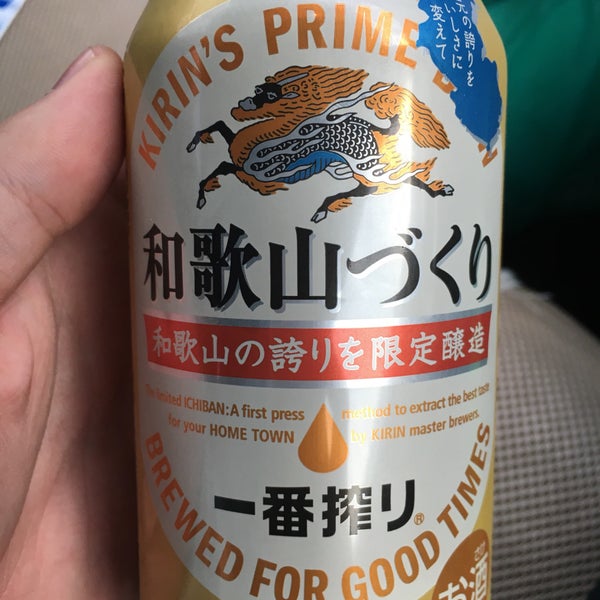 KIRIN'S PRIME
元の誇りを
いしさに
変えて
和歌山づくり
和歌山の誇りを限定醸造
The limited ICHIBAN: A first press method to extract the best taste
for your HOME TOWN by KIRIN master brewers.
一番搾り®
BREWED FOR GOOD TIMES
お酒